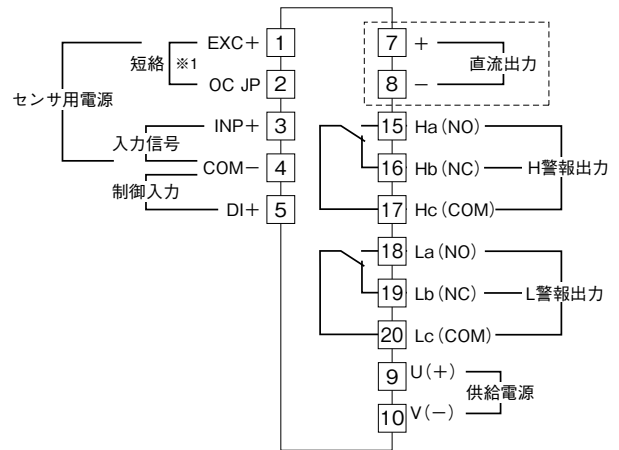 EXC+ 1
短絡 ※1
OC JP 2
センサ用電源
INP+ 3
入力信号
COM− 4
制御入力
DI+ 5
7 +
直流出力
8 −
15 Ha(NO)
16 Hb(NC) H警報出力
17 Hc(COM)
18 La(NO)
19 Lb(NC) L警報出力
20 Lc(COM)
9 U(+)
供給電源
10 V(−)